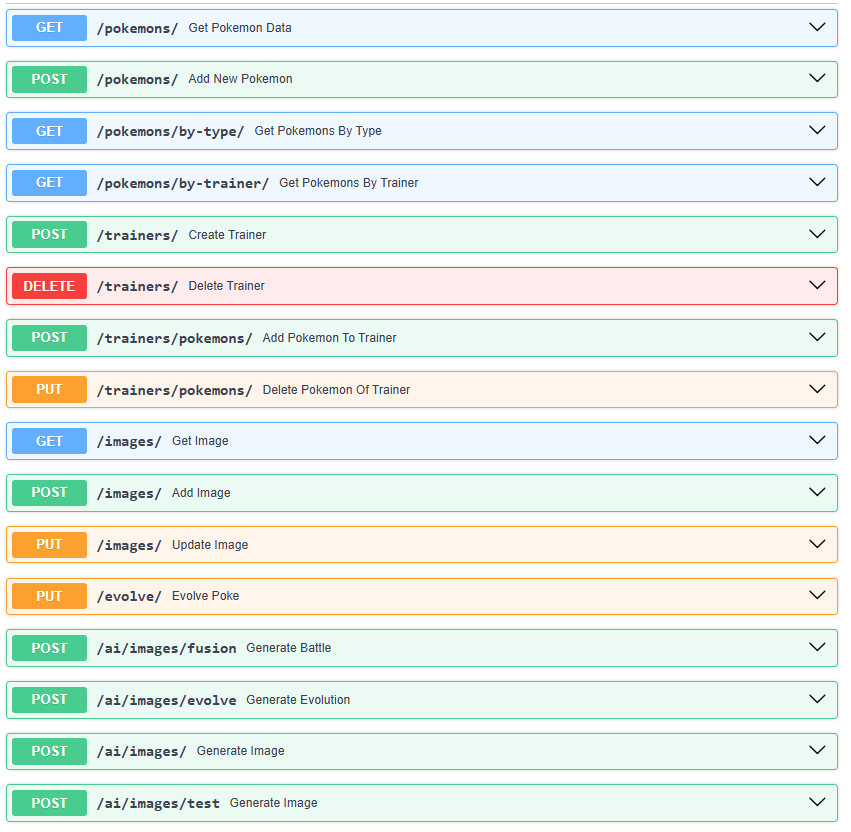 GET /pokemons/ Get Pokemon Data
POST /pokemons/ Add New Pokemon
GET /pokemons/by-type/ Get Pokemons By Type
GET /pokemons/by-trainer/ Get Pokemons By Trainer
POST /trainers/ Create Trainer
DELETE /trainers/ Delete Trainer
POST /trainers/pokemons/ Add Pokemon To Trainer
PUT /trainers/pokemons/ Delete Pokemon Of Trainer
GET /images/ Get Image
POST /images/ Add Image
PUT /images/ Update Image
PUT /evolve/ Evolve Poke
POST /ai/images/fusion Generate Battle
POST /ai/images/evolve Generate Evolution
POST /ai/images/ Generate Image
POST /ai/images/test Generate Image